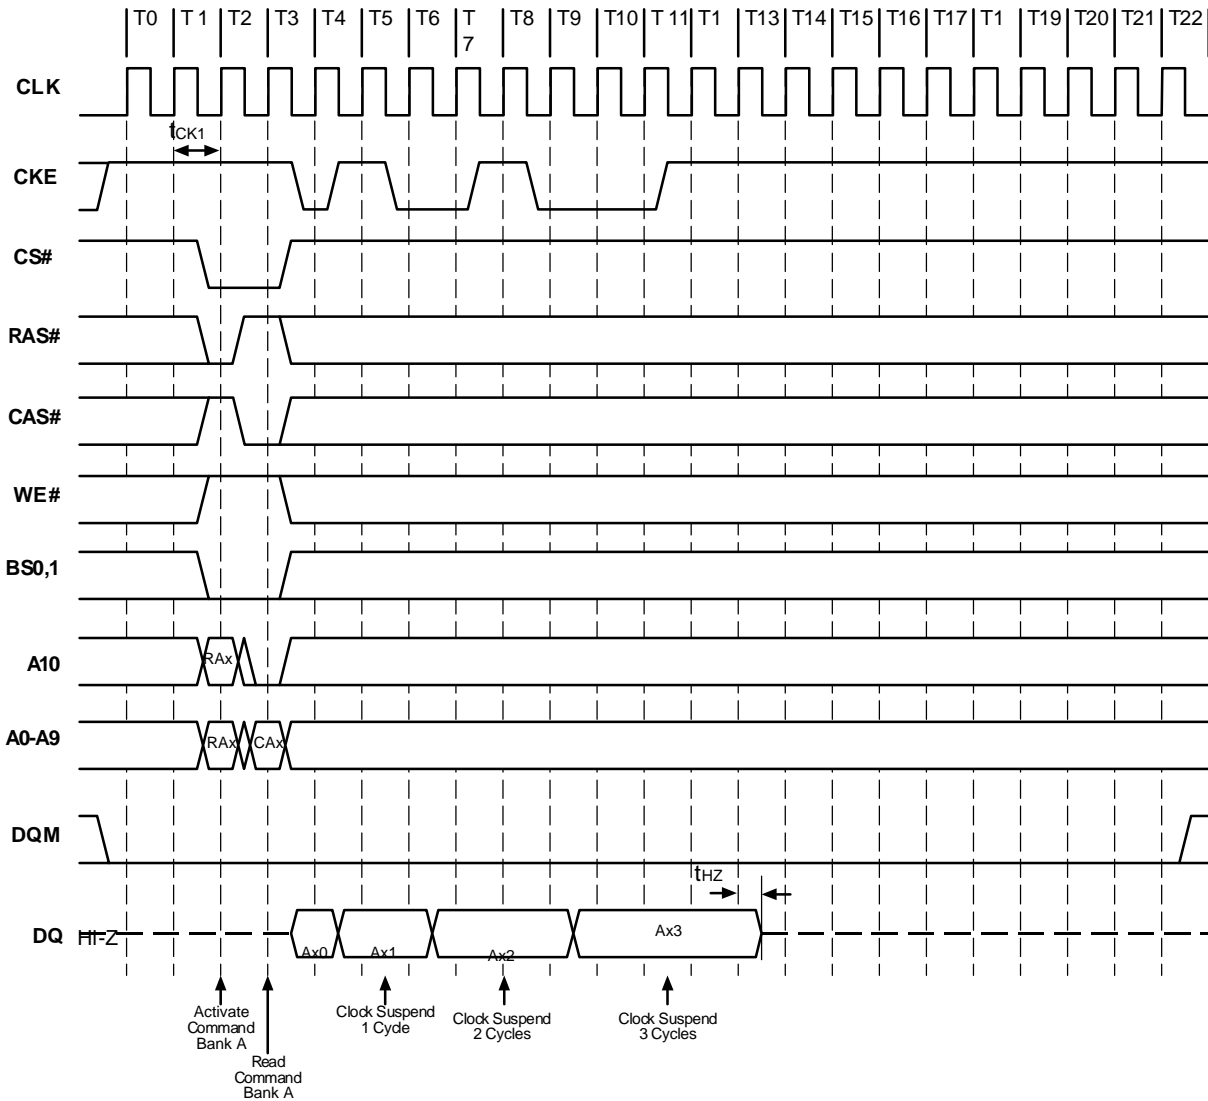 T0 T 1 T2 T3 T4 T5 T6 T T8 T9 T10 T 11 T1 T13 T14 T15 T16 T17 T1 T19 T20 T21 T22
7
CLK
tCK1
CKE
CS#
RAS#
CAS#
WE#
BS0,1
RAx
A10
A0-A9 RAx CAx
DQM
tHZ
DQ HI-Z Ax0 Ax1 Ax2 Ax3
Activate
Command
Bank A
Read
Command
Bank A
Clock Suspend
1 Cycle
Clock Suspend
2 Cycles
Clock Suspend
3 Cycles